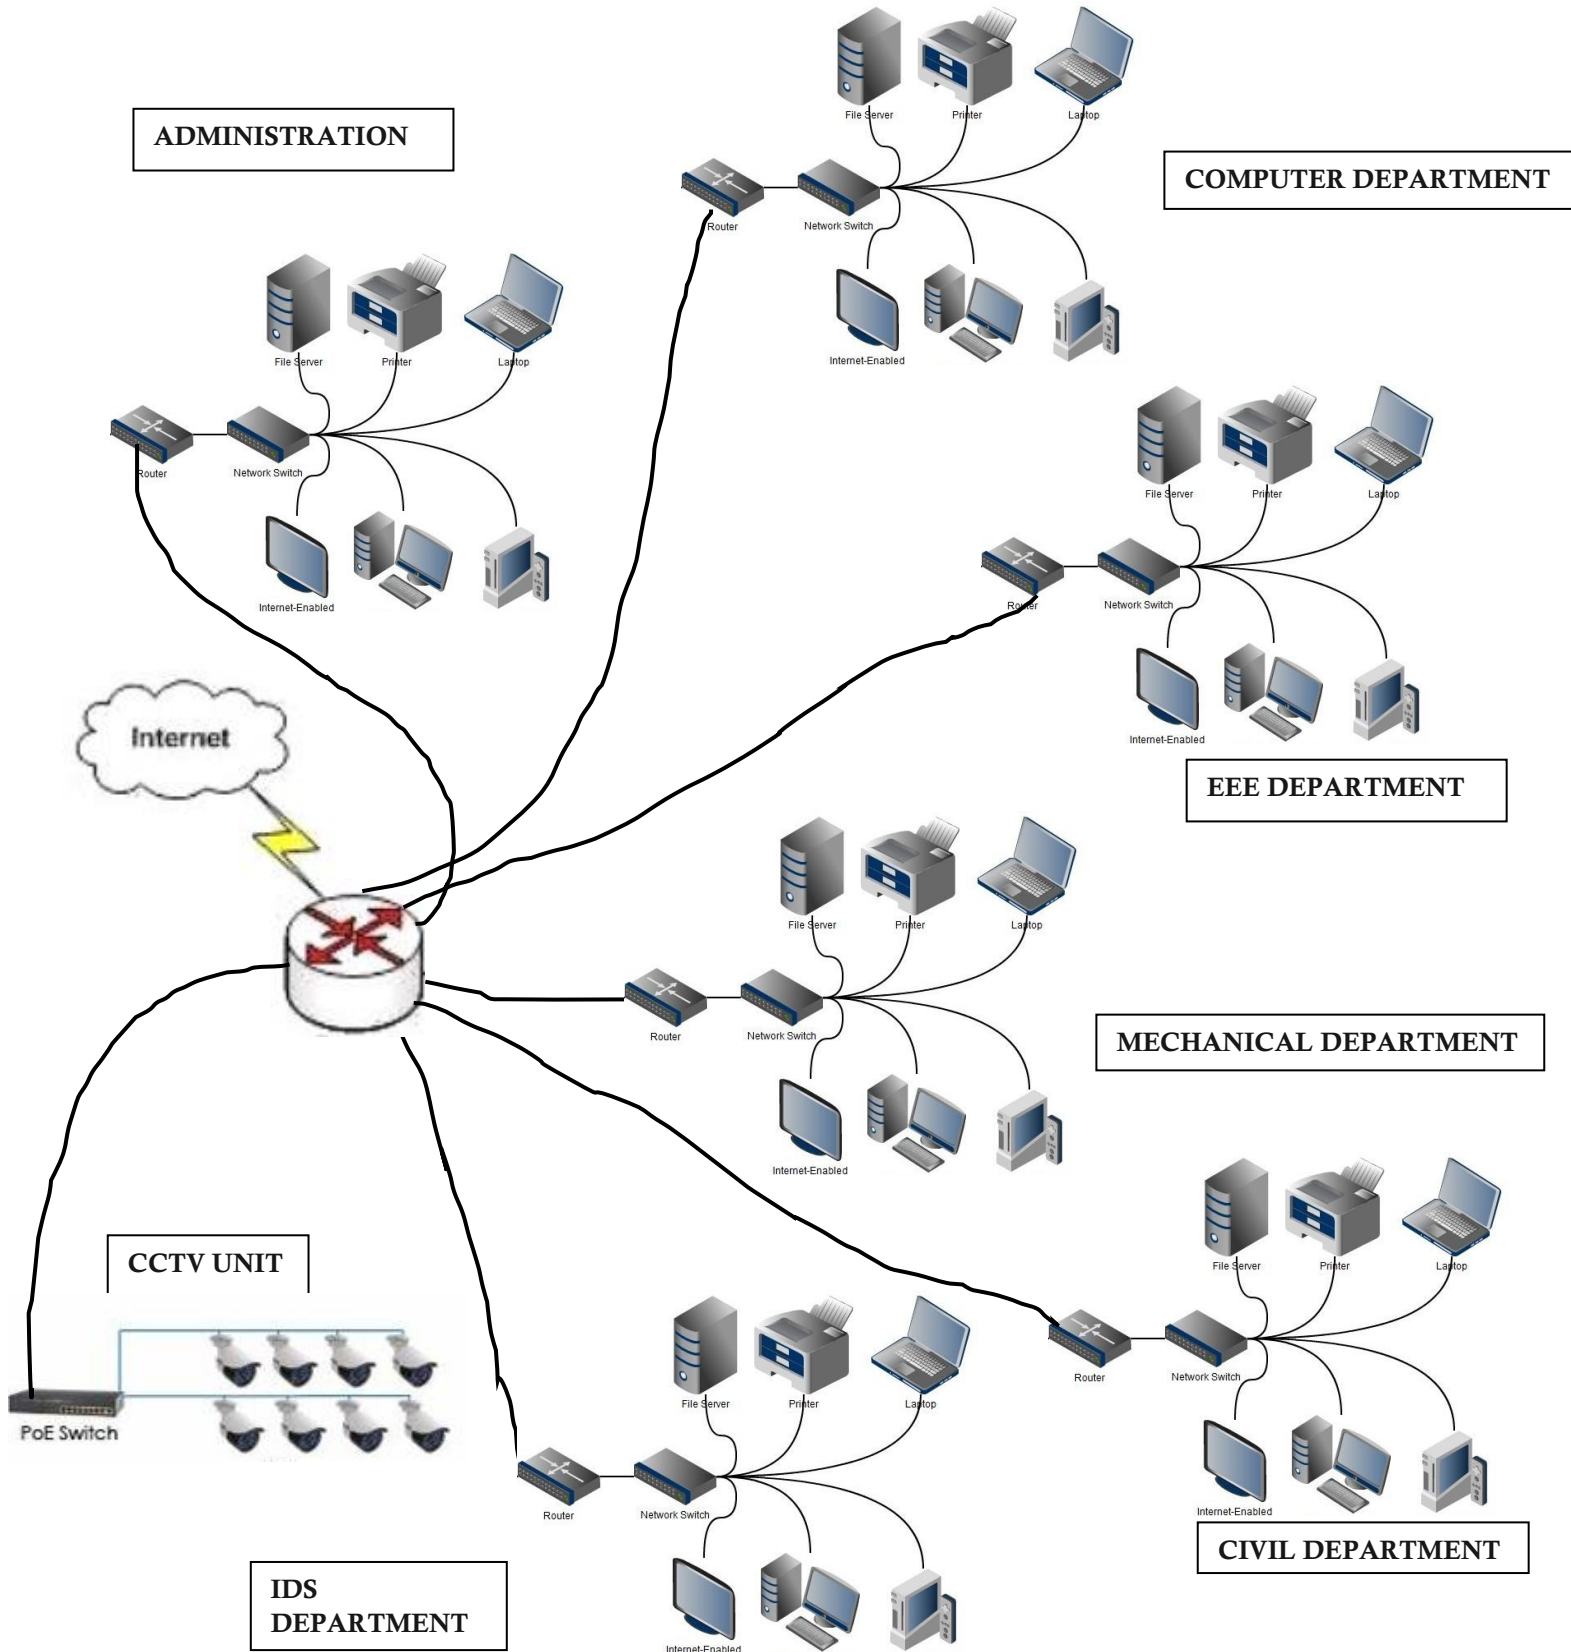 ADMINISTRATION
File Server
Printer
Laptop
Router
Network Switch
Internet-Enabled
COMPUTER DEPARTMENT
File Server
Printer
Laptop
Router
Network Switch
Internet-Enabled
File Server
Printer
Laptop
Router
Network Switch
Internet-Enabled
EEE DEPARTMENT
Internet
File Server
Printer
Laptop
Router
Network Switch
Internet-Enabled
MECHANICAL DEPARTMENT
CCTV UNIT
PoE Switch
File Server
Printer
Laptop
Router
Network Switch
Internet-Enabled
CIVIL DEPARTMENT
File Server
Printer
Laptop
Router
Network Switch
Internet-Enabled
IDS
DEPARTMENT